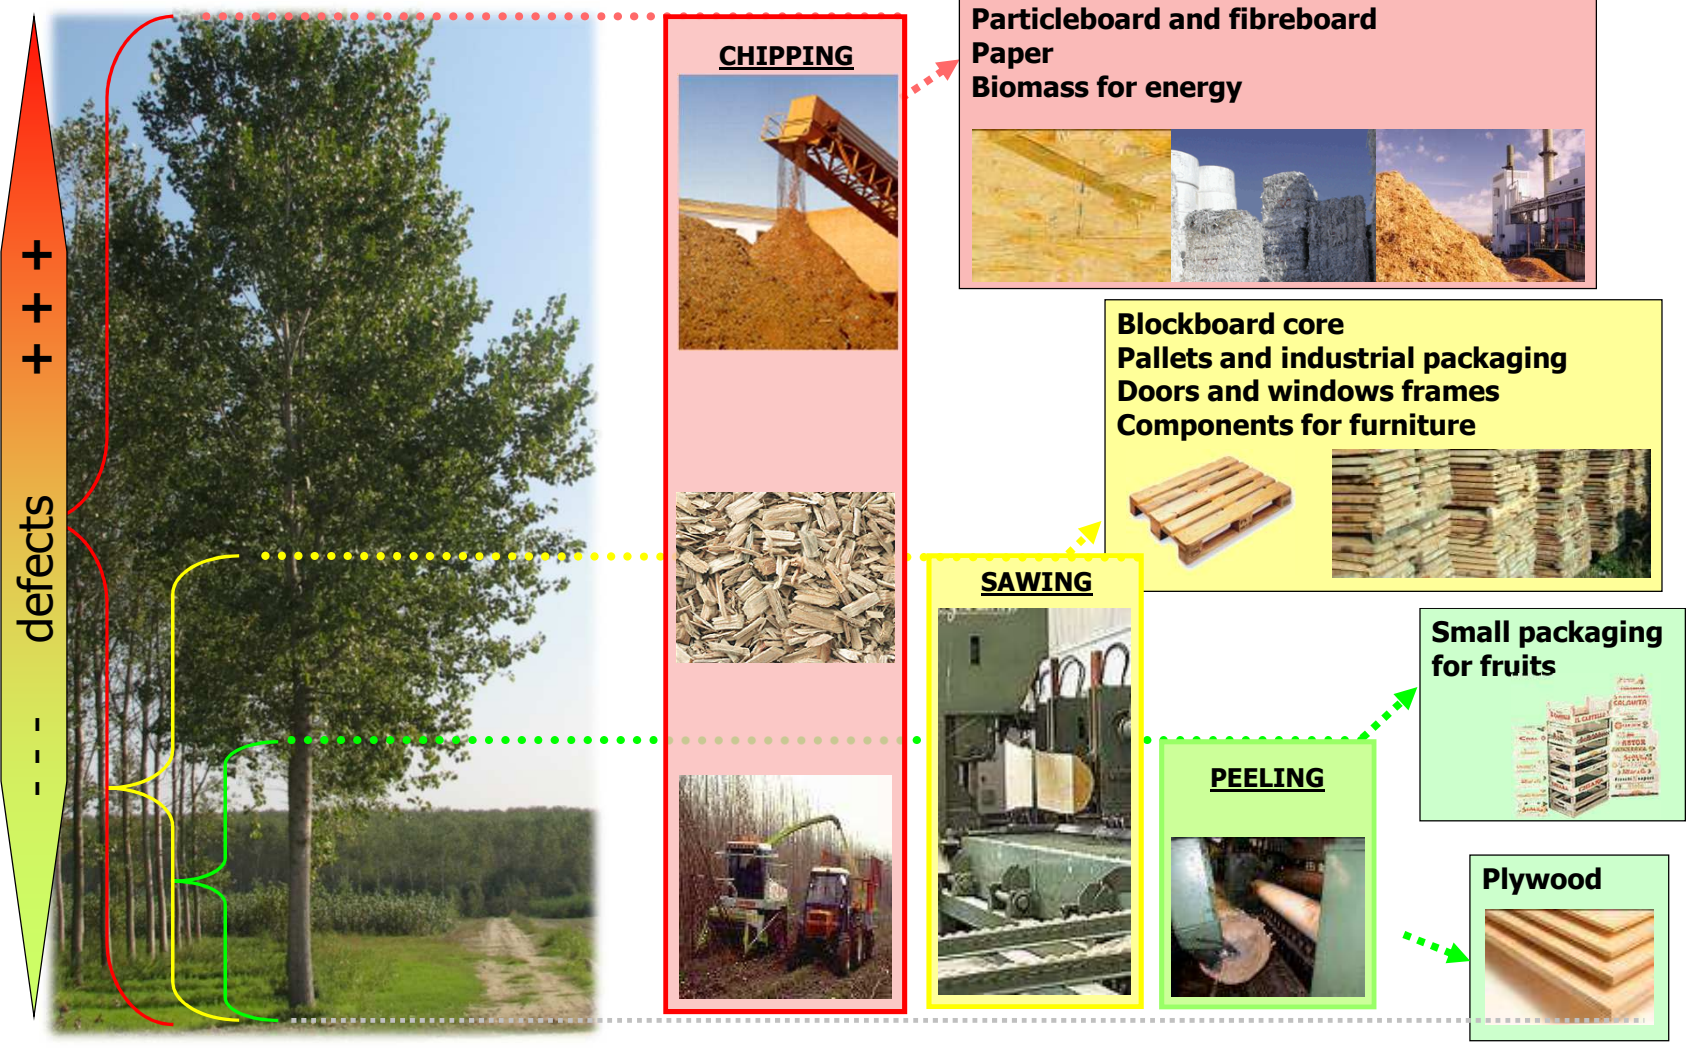 + + +
defects
- - -
CHIPPING
Particleboard and fibreboard
Paper
Biomass for energy
Blockboard core
Pallets and industrial packaging
Doors and windows frames
Components for furniture
SAWING
Small packaging
for fruits
PEELING
Plywood